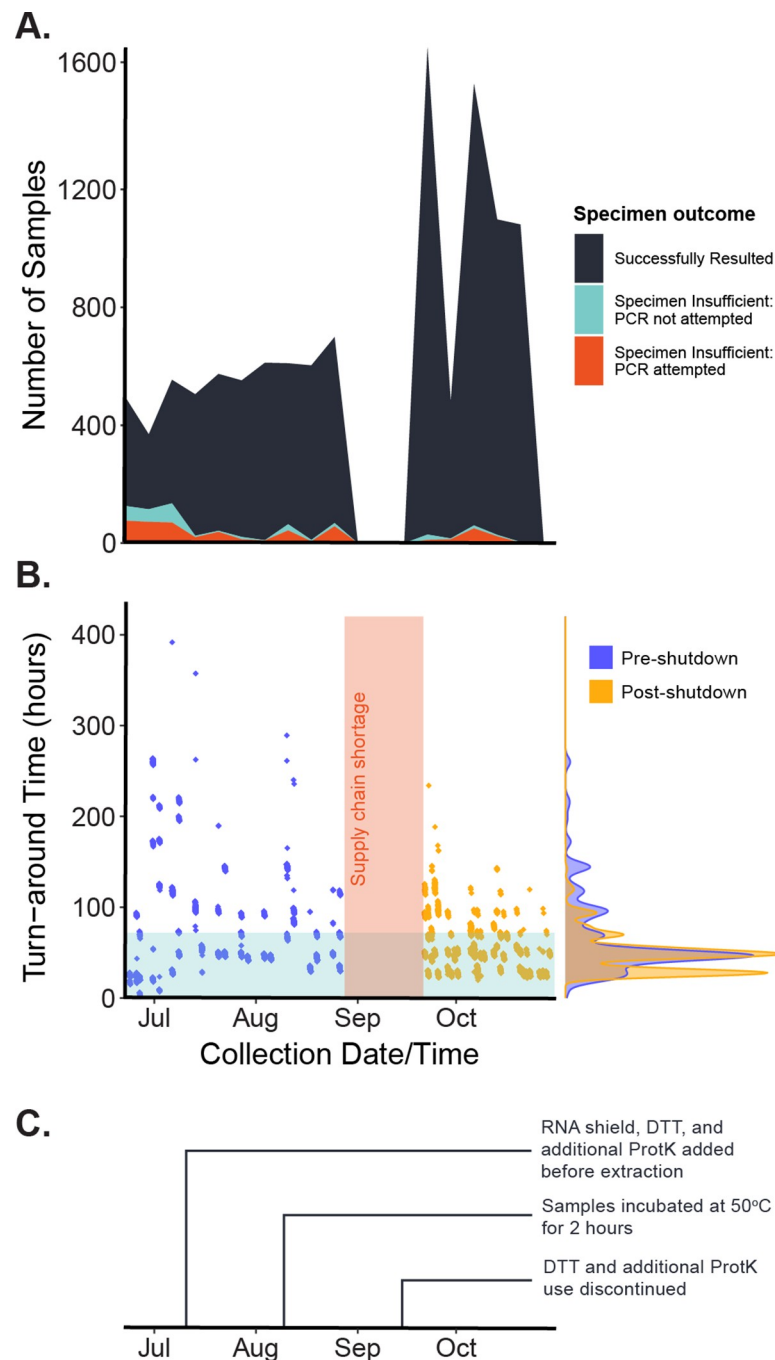 A.
1600
1200
800
400
0
Number of Samples
Specimen outcome
Successfully Resulted
Specimen Insufficient:
PCR not attempted
Specimen Insufficient:
PCR attempted
B.
400
300
200
100
0
Turn−around Time (hours)
Supply chain shortage
Pre-shutdown
Post-shutdown
Jul Aug Sep Oct
Collection Date/Time
C.
RNA shield, DTT, and
additional ProtK added
before extraction
Samples incubated at 50°C
for 2 hours
DTT and additional ProtK
use discontinued
Jul Aug Sep Oct